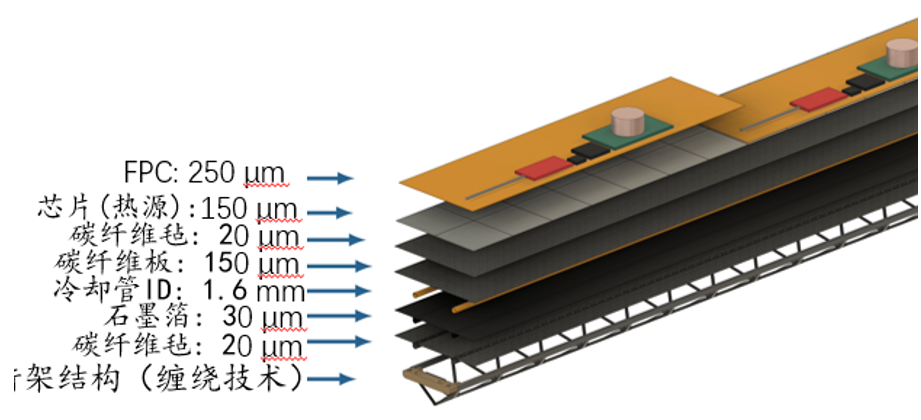 FPC: 250 μm
芯片(热源):150 μm
碳纤维毡: 20 μm
碳纤维板: 150 μm
冷却管ID: 1.6 mm
石墨箔: 30 μm
碳纤维毡: 20 μm
架结构（缠绕技术）